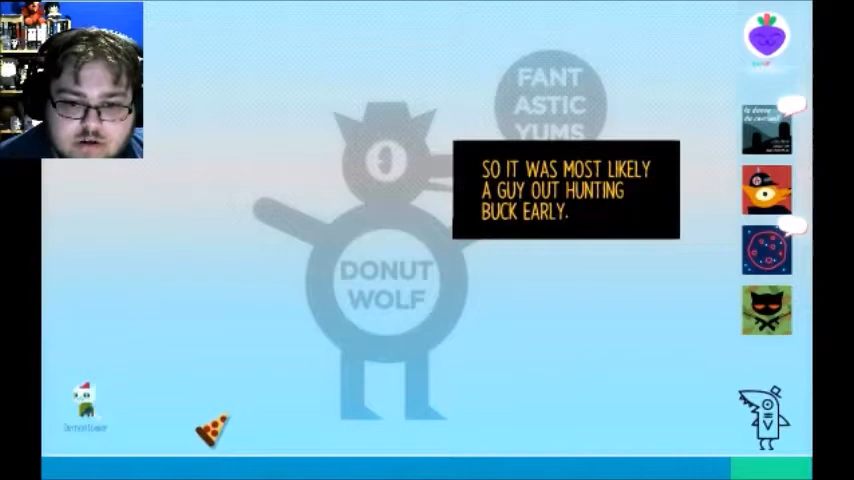 FANT
ASTIC
YUMS
SO IT WAS MOST LIKELY
A GUY OUT HUNTING
BUCK EARLY.
DONUT
WOLF